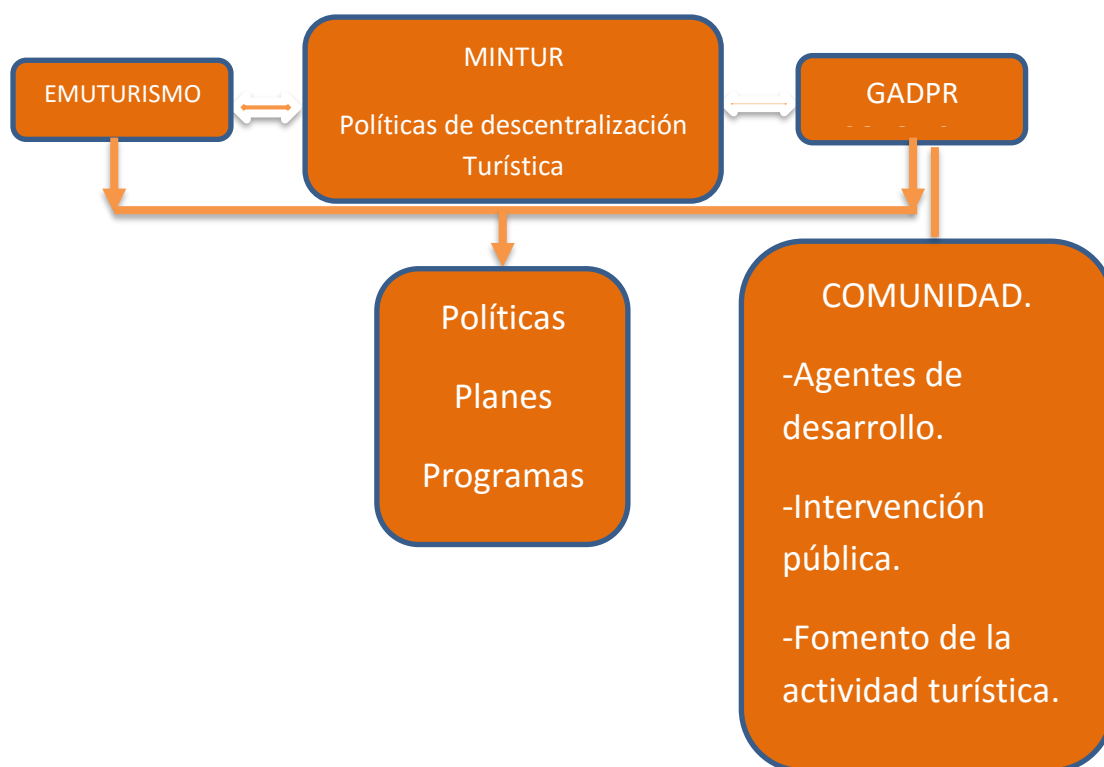 EMUTURISMO
MINTUR
Políticas de descentralización
Turística
GADPR
Políticas
Planes
Programas
COMUNIDAD.
-Agentes de
desarrollo.
-Intervención
pública.
-Fomento de la
actividad turística.